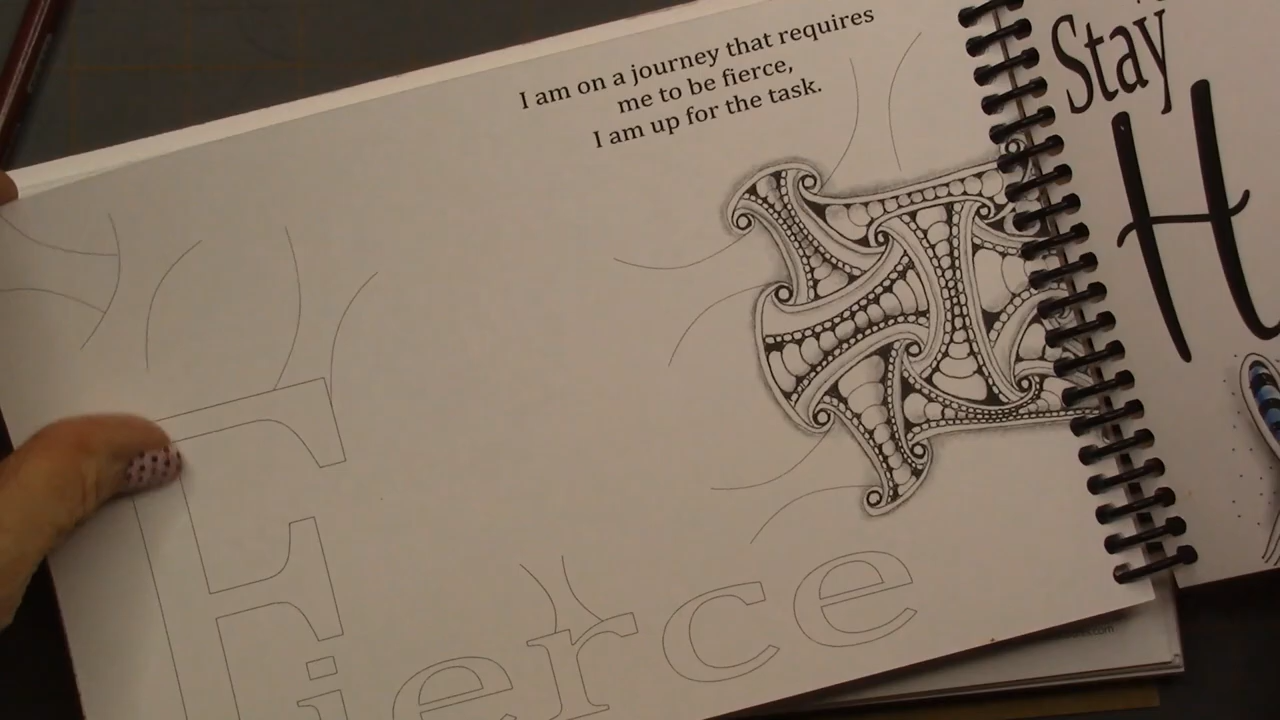 I am on a journey that requires
me to be fierce,
I am up for the task.
Fierce
Stay